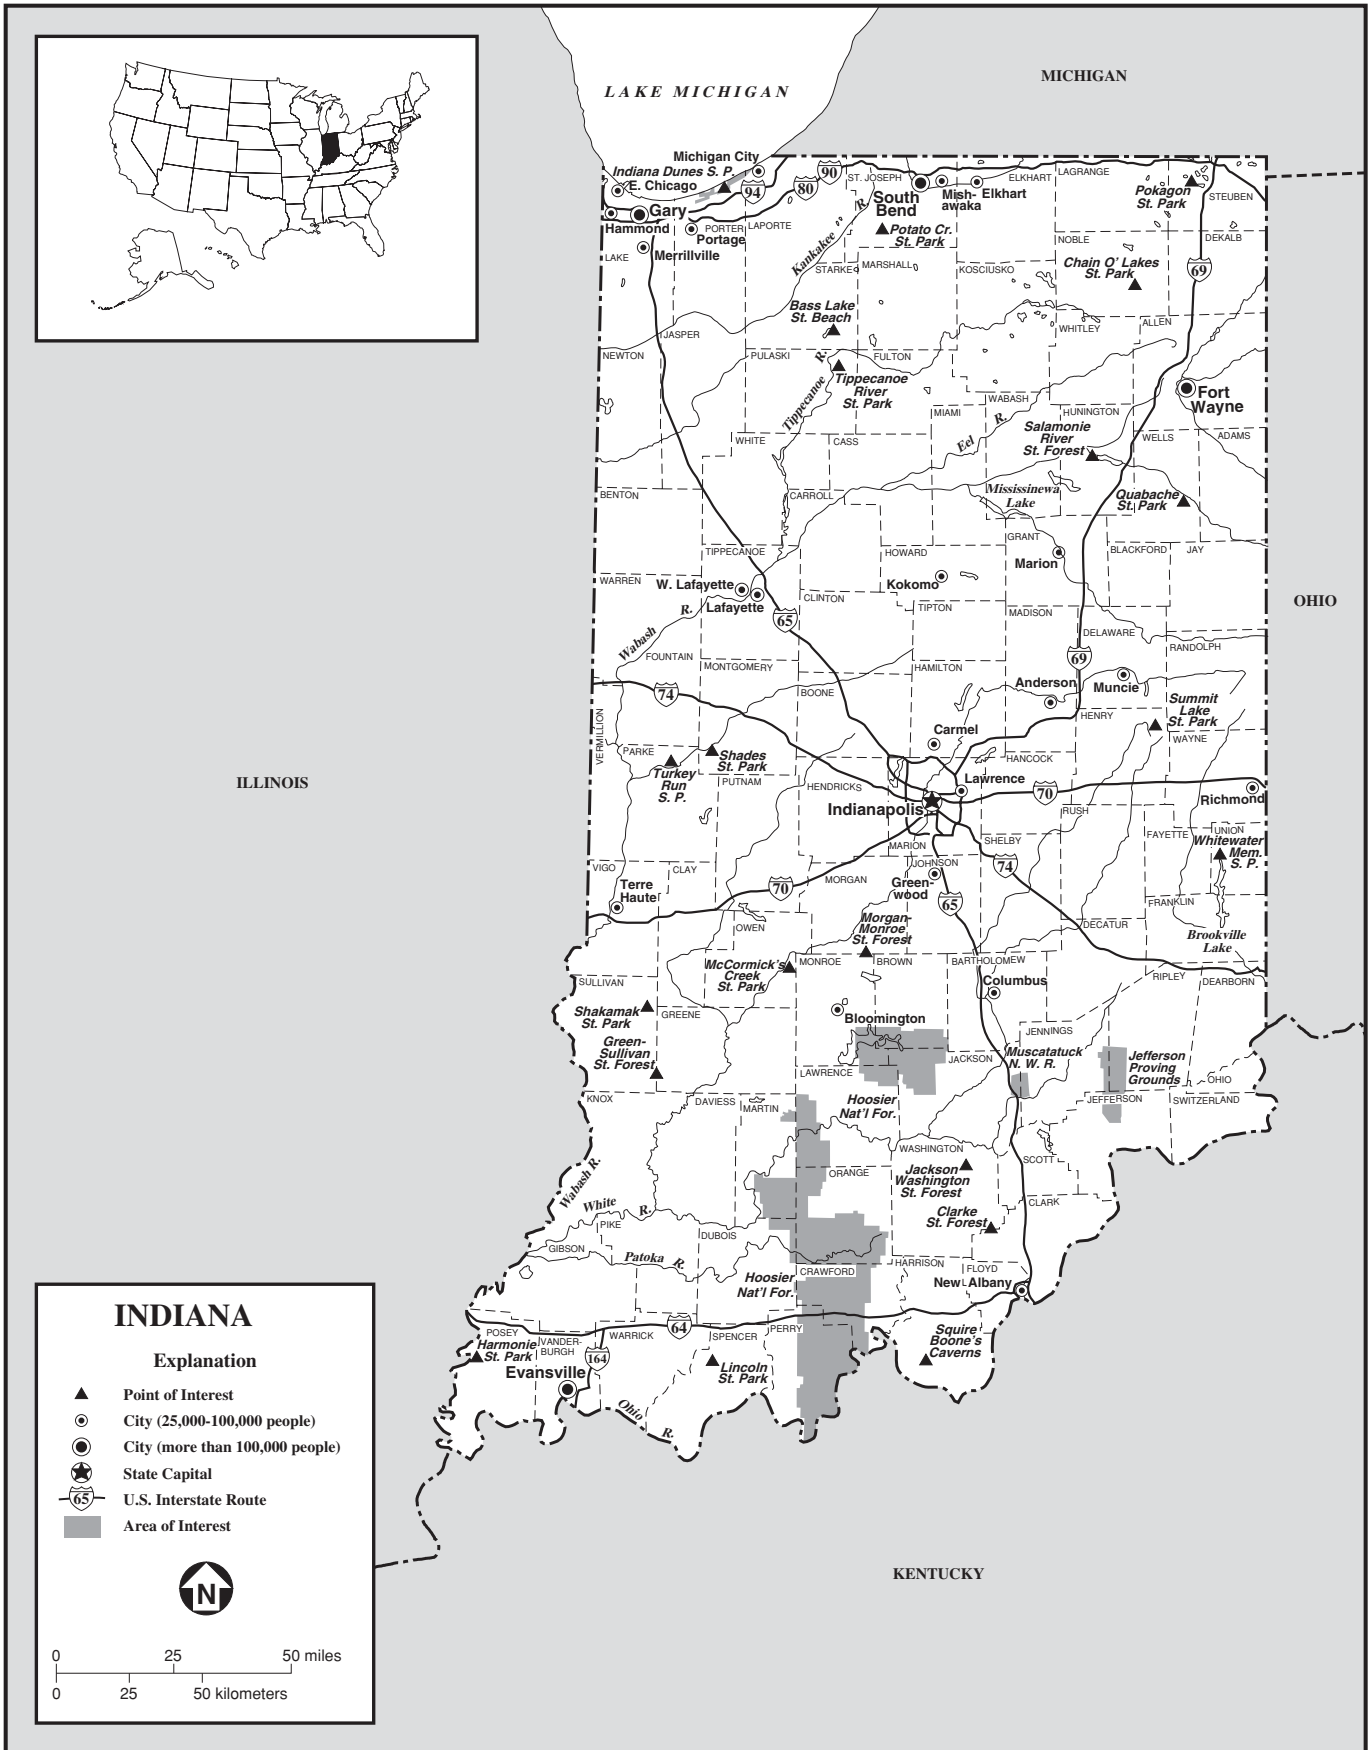 MICHIGAN
LAKE MICHIGAN
Michigan City
Indiana Dunes S. P.
E. Chicago
94
80
90
ST. JOSEPH
ELKHART
LAGRANGE
Pokagon
St. Park
STEUBEN
South
Bend
Mish-
awaka
Elkhart
Gary
Hammond
PORTER
LAPORTE
Portage
R.
Kankakee
Potato Cr.
St. Park
NOBLE
DEKALB
LAKE
Merrillville
STARKE
MARSHALL
KOSCIUSKO
Chain O' Lakes
St. Park
69
Bass Lake
St. Beach
JASPER
WHITLEY
ALLEN
NEWTON
PULASKI
R.
FULTON
Tippecanoe
Tippecanoe
River
St. Park
Fort
Wayne
WABASH
MIAMI
HUNINGTON
Eel
R.
Salamonie
River
St. Forest
WHITE
CASS
WELLS
ADAMS
BENTON
CARROLL
Mississinewa
Lake
Quabache
St. Park
TIPPECANOE
HOWARD
GRANT
Marion
BLACKFORD
JAY
WARREN
W. Lafayette
Lafayette
Kokomo
CLINTON
TIPTON
MADISON
65
R.
Wabash
OHIO
DELAWARE
RANDOLPH
FOUNTAIN
MONTGOMERY
HAMILTON
69
74
BOONE
Anderson
Muncie
Summit
Lake
St. Park
HENRY
VERMILLION
Carmel
WAYNE
PARKE
Shades
St. Park
Turkey
Run
S. P.
HANCOCK
PUTNAM
HENDRICKS
Lawrence
70
Richmond
ILLINOIS
Indianapolis
RUSH
MARION
SHELBY
FAYETTE
UNION
Whitewater
Mem.
S. P.
VIGO
CLAY
JOHNSON
74
Terre
Haute
70
MORGAN
Green-
wood
65
FRANKLIN
OWEN
Morgan-
Monroe
St. Forest
DECATUR
Brookville
Lake
McCormick's
Creek
St. Park
MONROE
BROWN
BARTHOLOMEW
SULLIVAN
Columbus
RIPLEY
DEARBORN
Shakamak
St. Park
GREENE
Bloomington
JENNINGS
Green-
Sullivan
St. Forest
JACKSON
Muscatatuck
N. W. R.
Jefferson
Proving
Grounds
LAWRENCE
OHIO
KNOX
DAVIESS
MARTIN
Hoosier
Nat'l For.
JEFFERSON
SWITZERLAND
WASHINGTON
SCOTT
Wabash R.
ORANGE
Jackson
Washington
St. Forest
White
R.
PIKE
CLARK
Clarke
St. Forest
GIBSON
DUBOIS
Patoka
R.
Hoosier
Nat'l For.
CRAWFORD
HARRISON
FLOYD
New Albany
64
POSEY
VANDER-
BURGH
WARRICK
SPENCER
PERRY
Harmonie
St. Park
164
Squire
Boone's
Caverns
Evansville
Lincoln
St. Park
Ohio
R.
KENTUCKY
INDIANA
Explanation
Point of Interest
City (25,000-100,000 people)
City (more than 100,000 people)
State Capital
65
U.S. Interstate Route
Area of Interest
N
0
25
50 miles
0
25
50 kilometers